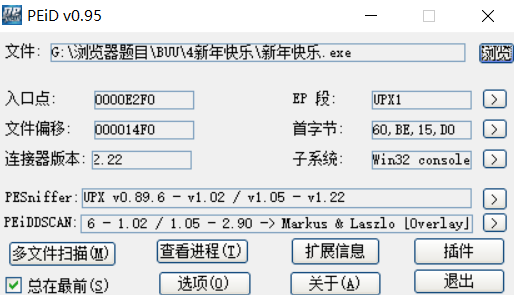 PEiD v0.95
文件: G:\浏览器题目\BUU\4新年快乐\新年快乐.exe 浏览
入口点: 0000E2F0 EP 段: UPX1 >
文件偏移: 000014F0 首字节: 60,BE,15,D0 >
连接器版本: 2.22 子系统: Win32 console >
PESniffer: UPX v0.89.6 - v1.02 / v1.05 - v1.22 >
PEiDDSCAN: 6 - 1.02 / 1.05 - 2.90 -> Markus & Laszlo [Overlay] >
多文件扫描(M) 查看进程(T) 扩展信息 插件
总在最前(S) 选项(O) 关于(A) 退出